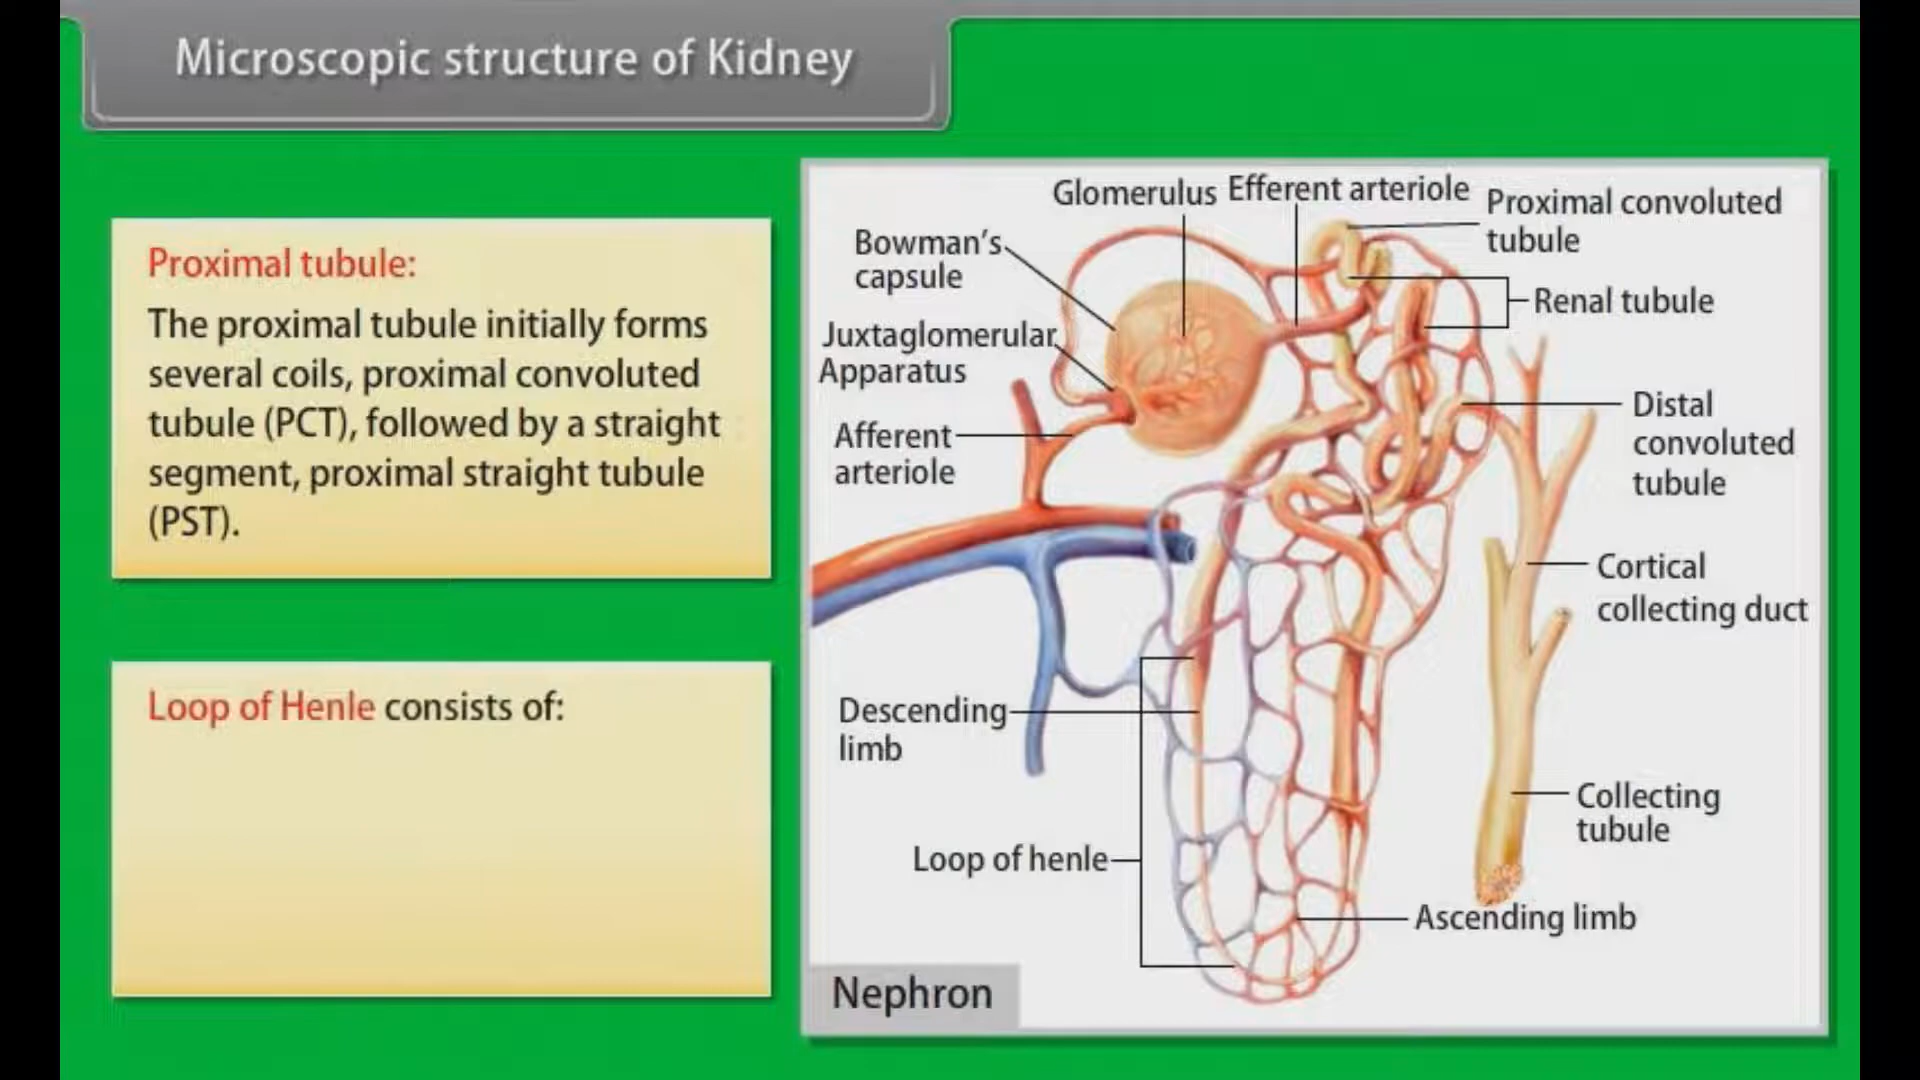 Microscopic structure of Kidney
Proximal tubule:
The proximal tubule initially forms
several coils, proximal convoluted
tubule (PCT), followed by a straight
segment, proximal straight tubule
(PST).
Loop of Henle consists of:
Glomerulus
Efferent arteriole
Proximal convoluted
tubule
Bowman's
capsule
Renal tubule
Juxtaglomerular
Apparatus
Distal
convoluted
tubule
Afferent
arteriole
Cortical
collecting duct
Descending
limb
Collecting
tubule
Loop of henle
Ascending limb
Nephron